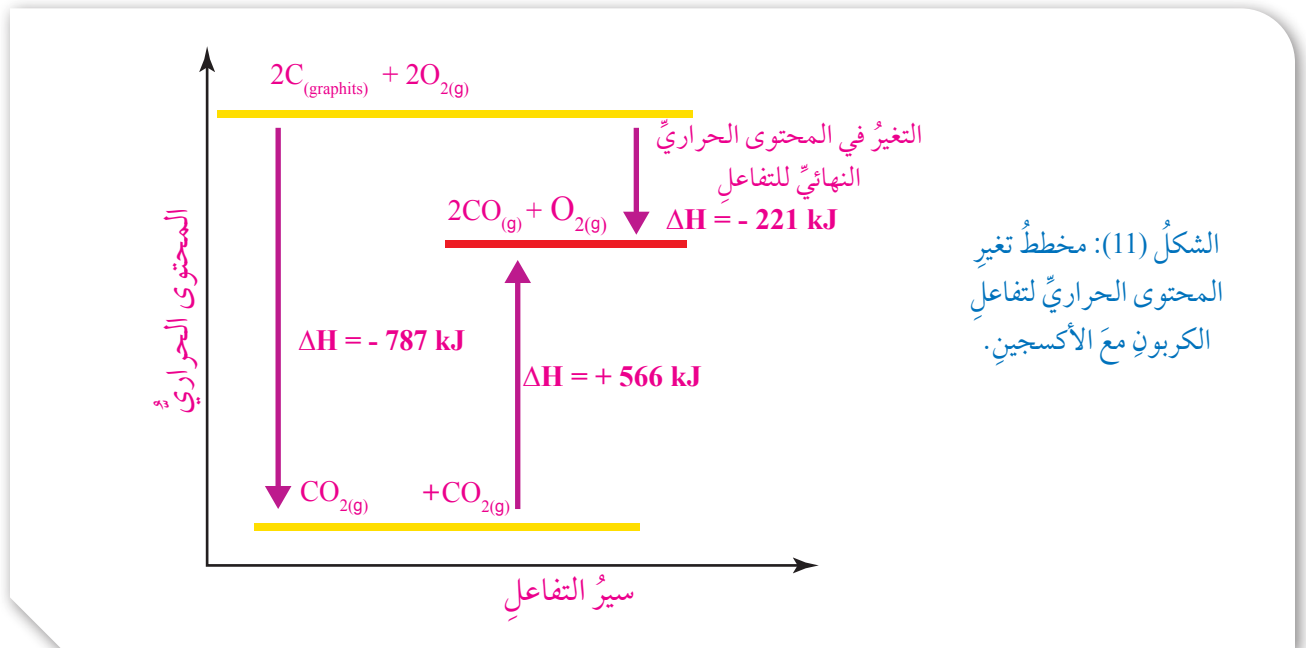 2C(graphits) + 2O2(g)
التغيرُ في المحتوى الحراريِّ
النهائيِّ للتفاعلِ
ΔH = - 221 kJ
2CO(g) + O2(g)
المحتوى الحراريُّ
ΔH = - 787 kJ
ΔH = + 566 kJ
CO2(g) +CO2(g)
سيرُ التفاعلِ
الشكلُ (11): مخططُ تغيرِ
المحتوى الحراريِّ لتفاعلِ
الكربونِ معَ الأكسجينِ.